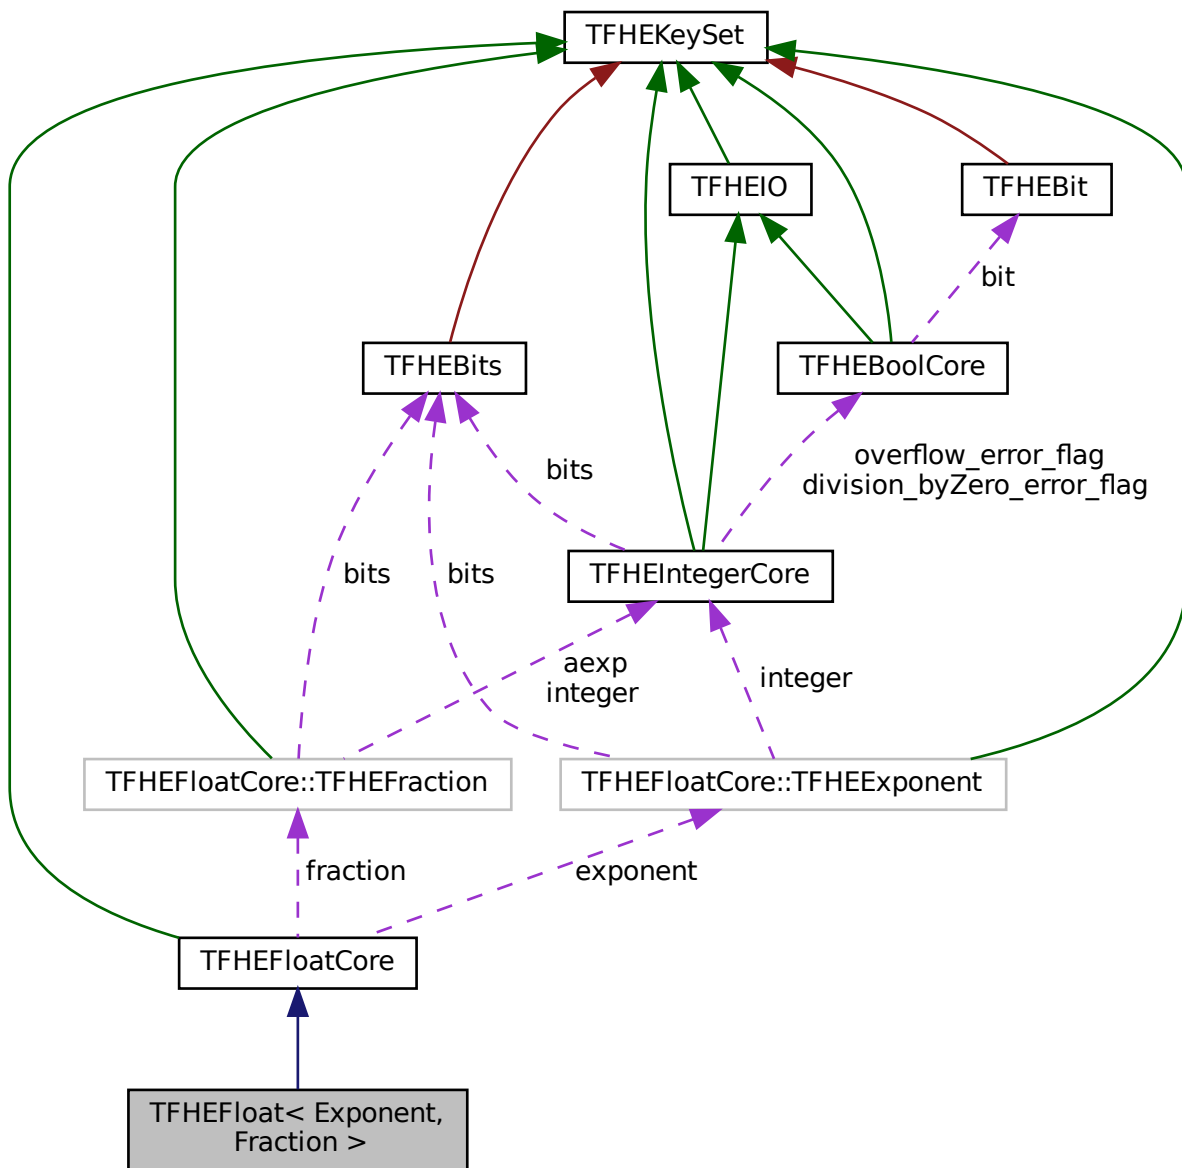 TFHEKeySet
TFHEIO
TFHEBit
bit
TFHEBits
TFHEBoolCore
bits
overflow_error_flag
division_byZero_error_flag
bits
bits
TFHEIntegerCore
aexp
integer
integer
TFHEFloatCore::TFHEFraction
TFHEFloatCore::TFHEExponent
fraction
exponent
TFHEFloatCore
TFHEFloat< Exponent,
Fraction >